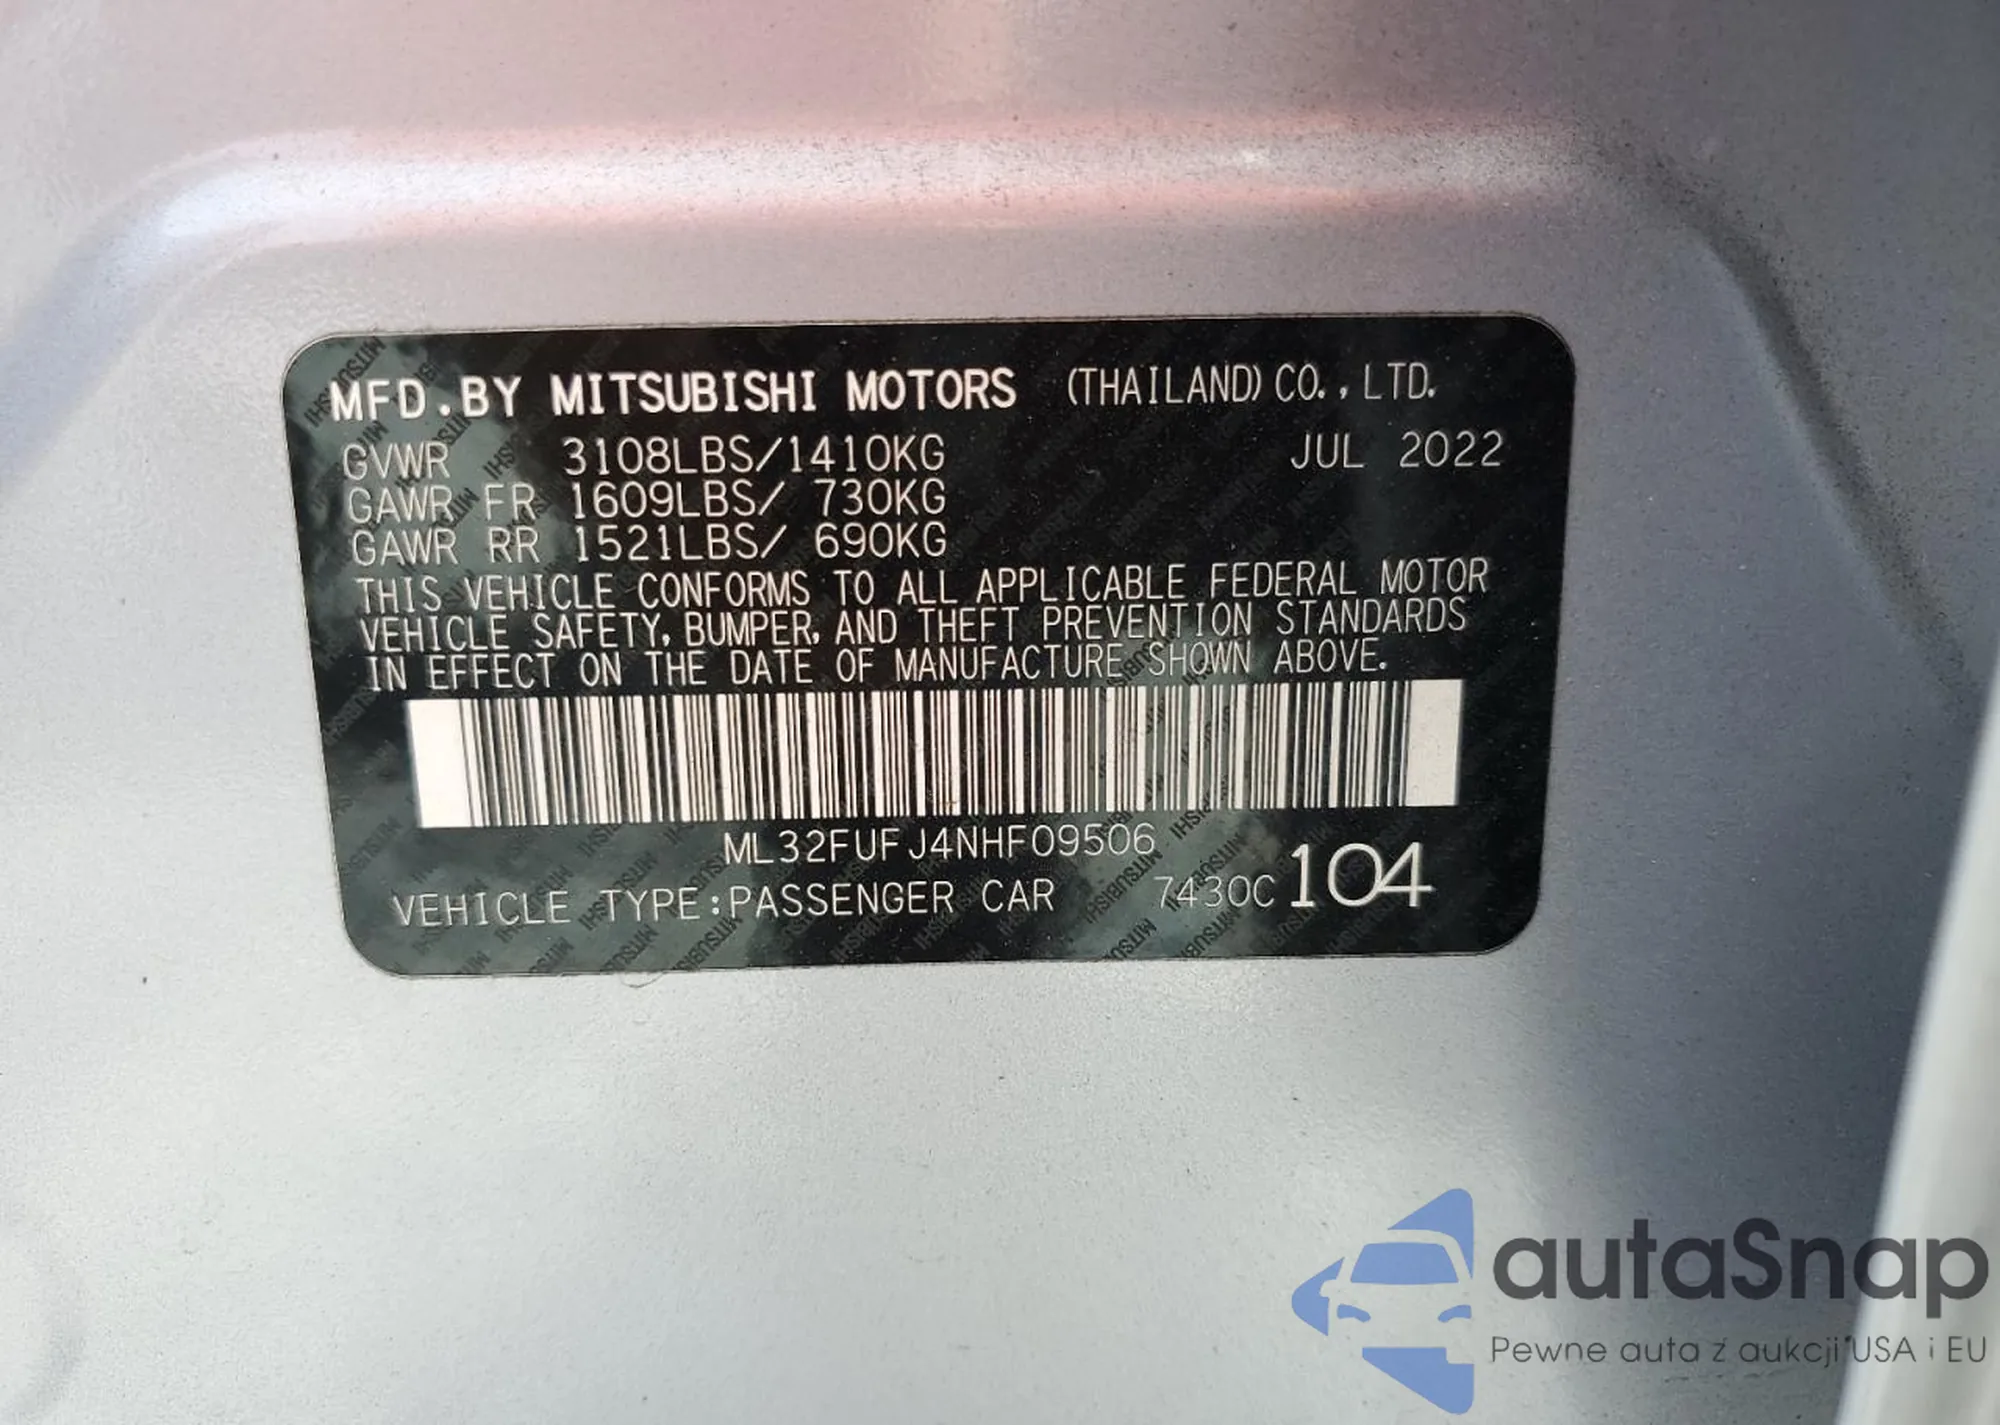 MFD.BY MITSUBISHI MOTORS (THAILAND) CO., LTD.
GVWR 3108LBS/1410KG JUL 2022
GAWR FR 1609LBS/ 730KG
GAWR RR 1521LBS/ 690KG
THIS VEHICLE CONFORMS TO ALL APPLICABLE FEDERAL MOTOR
VEHICLE SAFETY, BUMPER, AND THEFT PREVENTION STANDARDS
IN EFFECT ON THE DATE OF MANUFACTURE SHOWN ABOVE.
ML32FUFJ4NHF09506
VEHICLE TYPE:PASSENGER CAR 7430C 104
autaSnap
Pewne auta z aukcji USA i EU